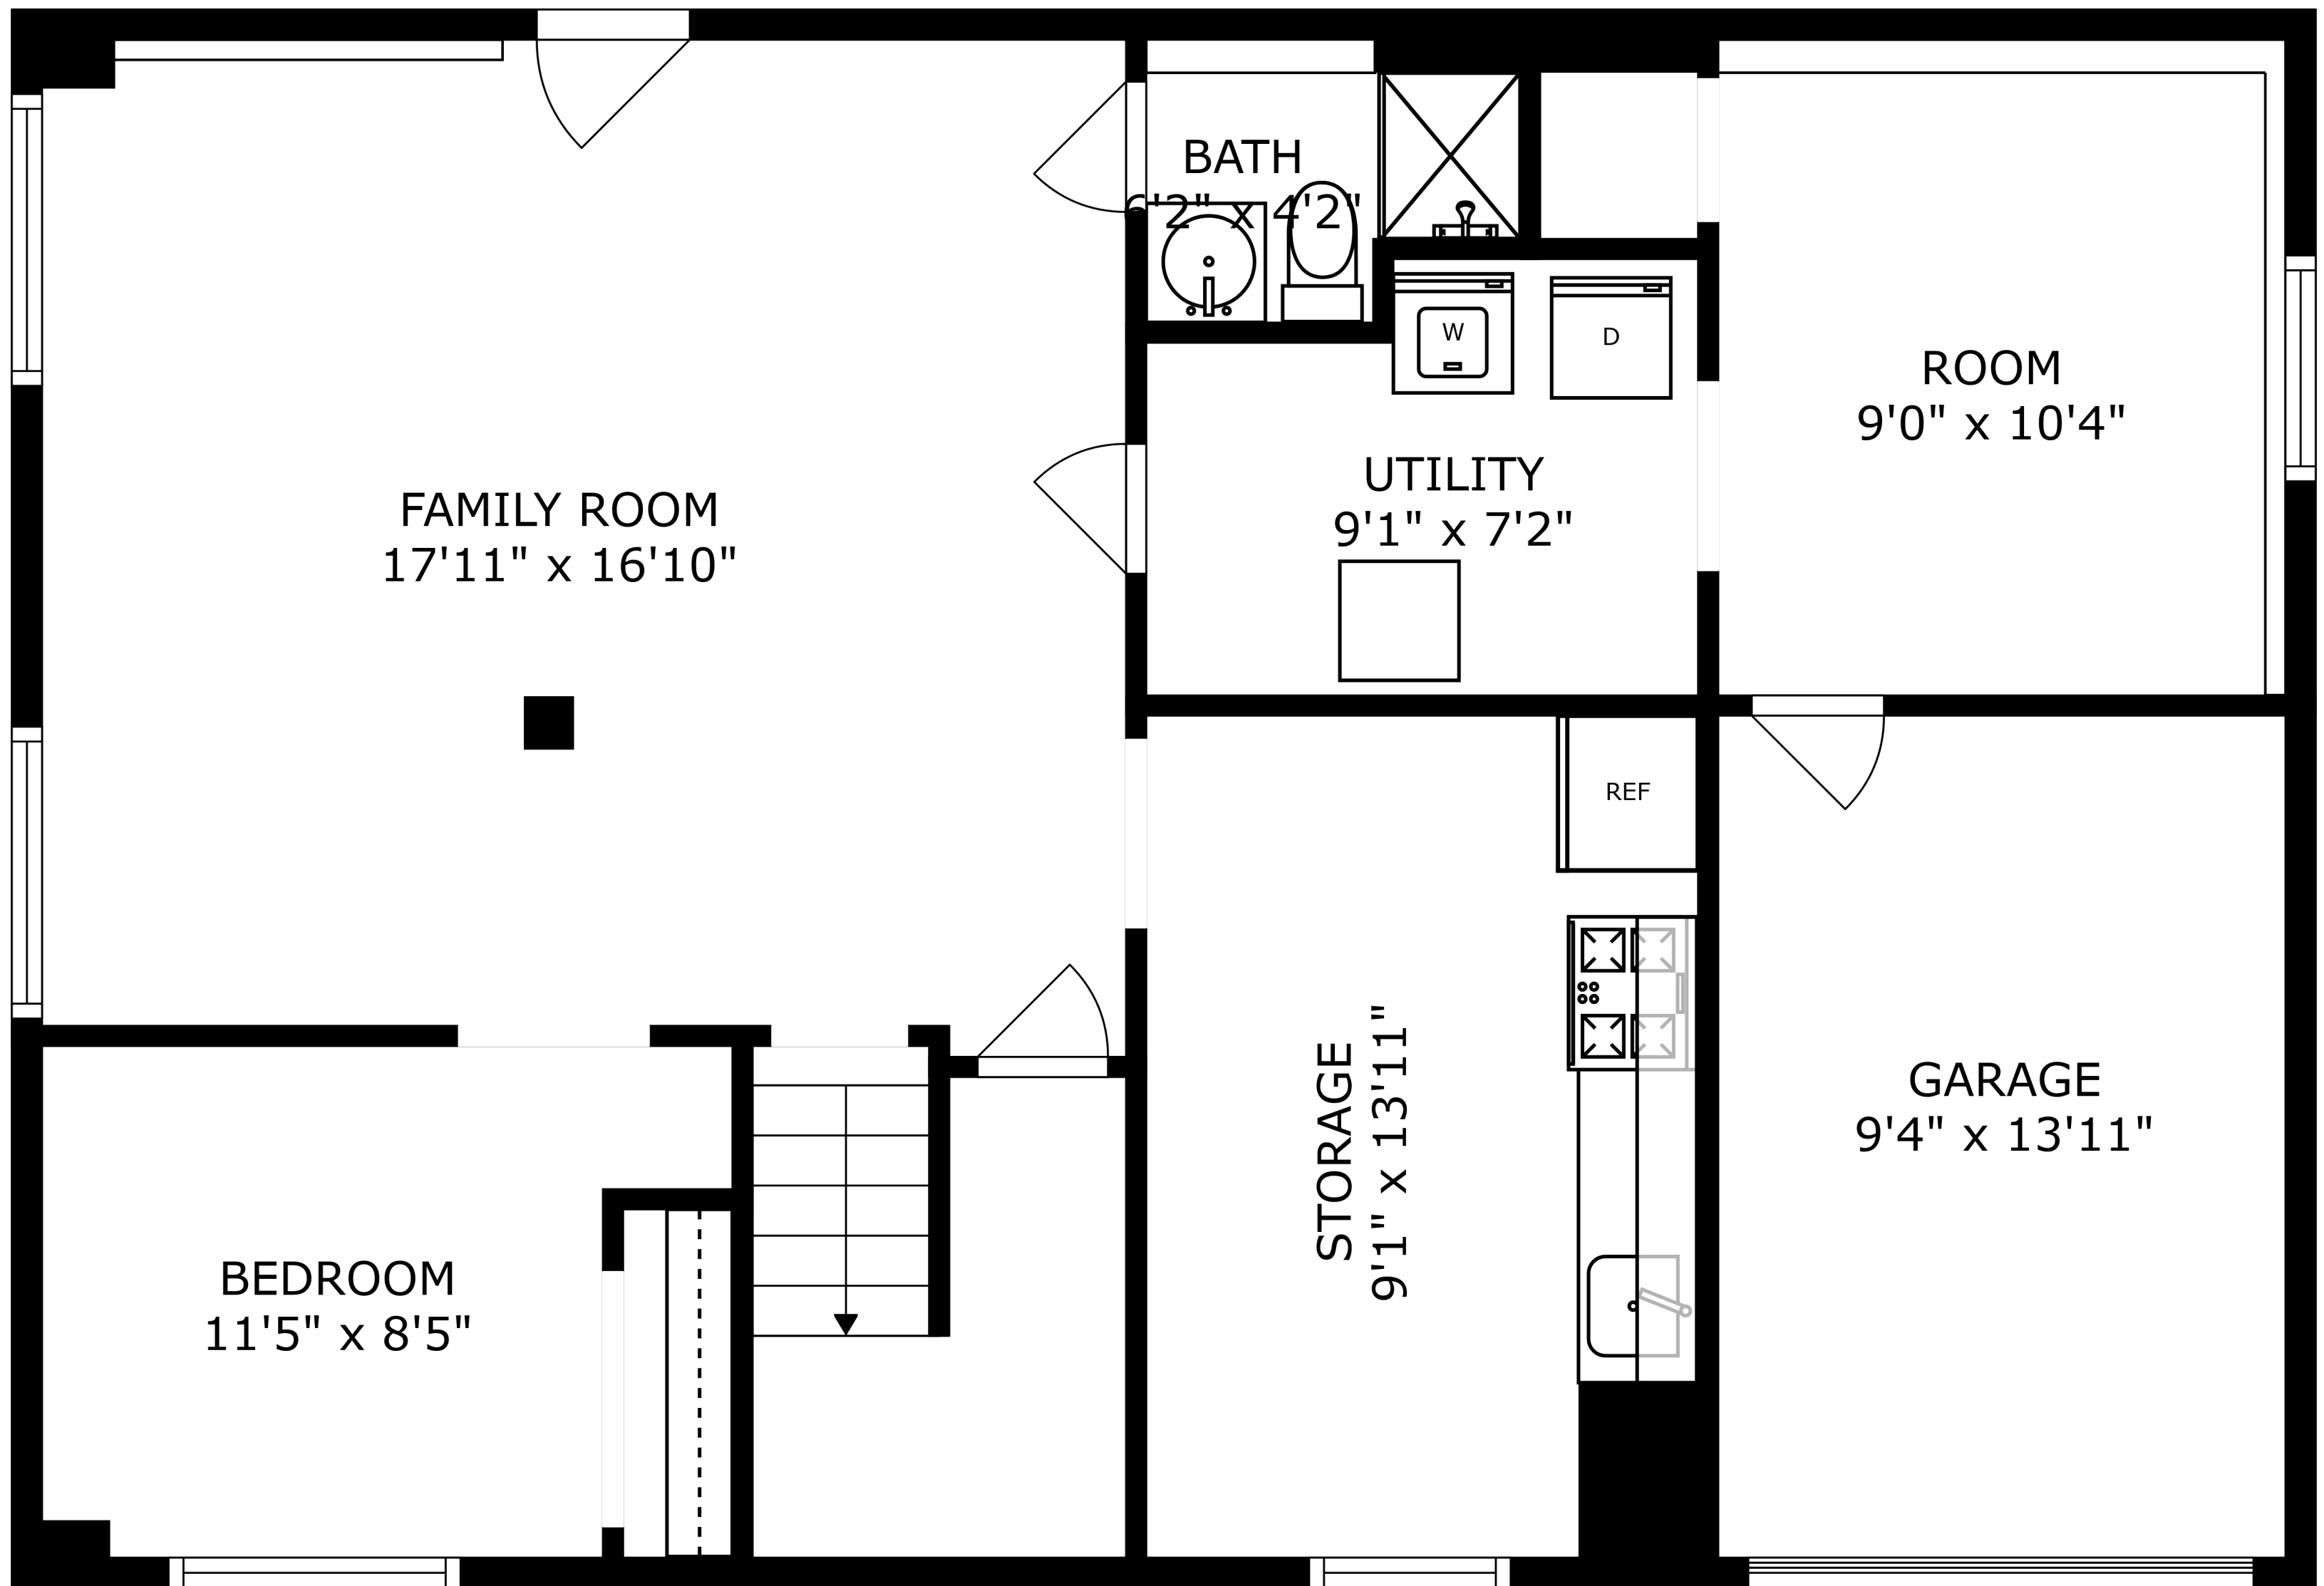 BATH
6'2" x 4'2"
W
D
ROOM
9'0" x 10'4"
UTILITY
9'1" x 7'2"
FAMILY ROOM
17'11" x 16'10"
REF
STORAGE
9'1" x 13'11"
GARAGE
9'4" x 13'11"
BEDROOM
11'5" x 8'5"